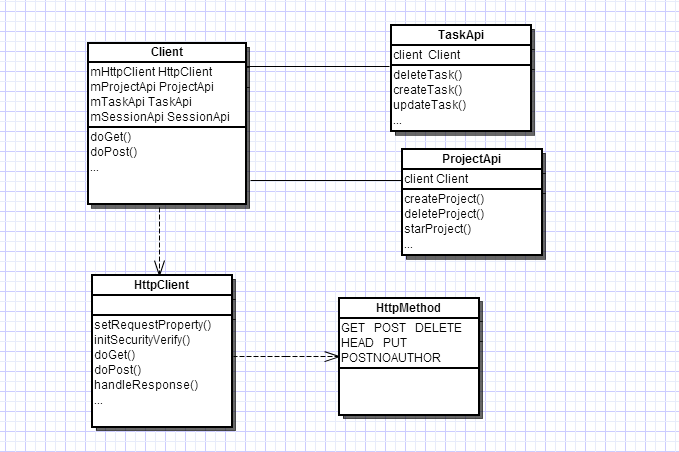 Client
mHttpClient HttpClient
mProjectApi ProjectApi
mTaskApi TaskApi
mSessionApi SessionApi
doGet()
doPost()
...
TaskApi
client Client
deleteTask()
createTask()
updateTask()
...
ProjectApi
client Client
createProject()
deleteProject()
starProject()
...
HttpClient
setRequestProperty()
initSecurityVerify()
doGet()
doPost()
handleResponse()
...
HttpMethod
GET POST DELETE
HEAD PUT
POSTNOAUTHOR